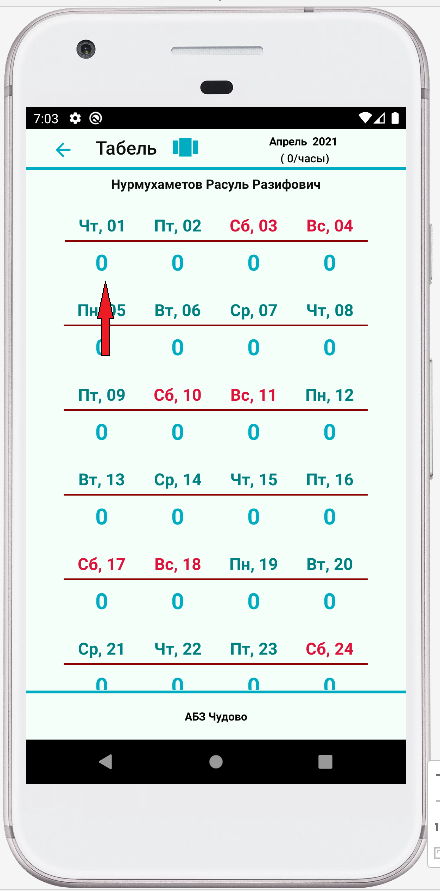 7:03
Табель
Апрель 2021
( 0/часы)
Нурмухаметов Расуль Разифович
Чт, 01 Пт, 02 Сб, 03 Вс, 04
0 0 0 0
Пн, 05 Вт, 06 Ср, 07 Чт, 08
0 0 0 0
Пт, 09 Сб, 10 Вс, 11 Пн, 12
0 0 0 0
Вт, 13 Ср, 14 Чт, 15 Пт, 16
0 0 0 0
Сб, 17 Вс, 18 Пн, 19 Вт, 20
0 0 0 0
Ср, 21 Чт, 22 Пт, 23 Сб, 24
0 0 0 0
АБЗ Чудово